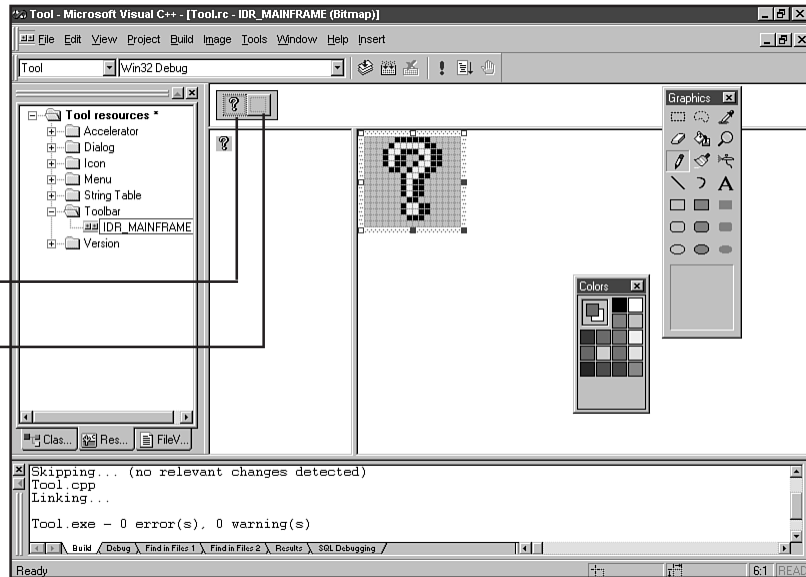 Tool - Microsoft Visual C++ - [Tool.rc - IDR_MAINFRAME (Bitmap)]
File Edit View Project Build Image Tools Window Help Insert
Tool Win32 Debug
Tool resources *
Accelerator
Dialog
Icon
Menu
String Table
Toolbar
IDR_MAINFRAME
Version
Graphics
A
Colors
Clas... Res... FileV...
Skipping... (no relevant changes detected)
Tool.cpp
Linking...
Tool.exe - 0 error(s), 0 warning(s)
Build Debug Find in Files 1 Find in Files 2 Results SQL Debugging
Ready 6:1 READ